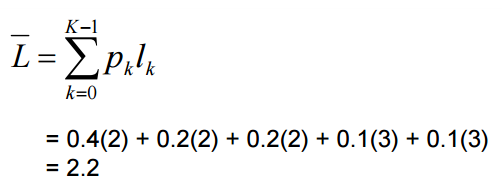 L̅ = ∑_{k=0}^{K−1} p_k l_k
= 0.4(2) + 0.2(2) + 0.2(2) + 0.1(3) + 0.1(3)
= 2.2